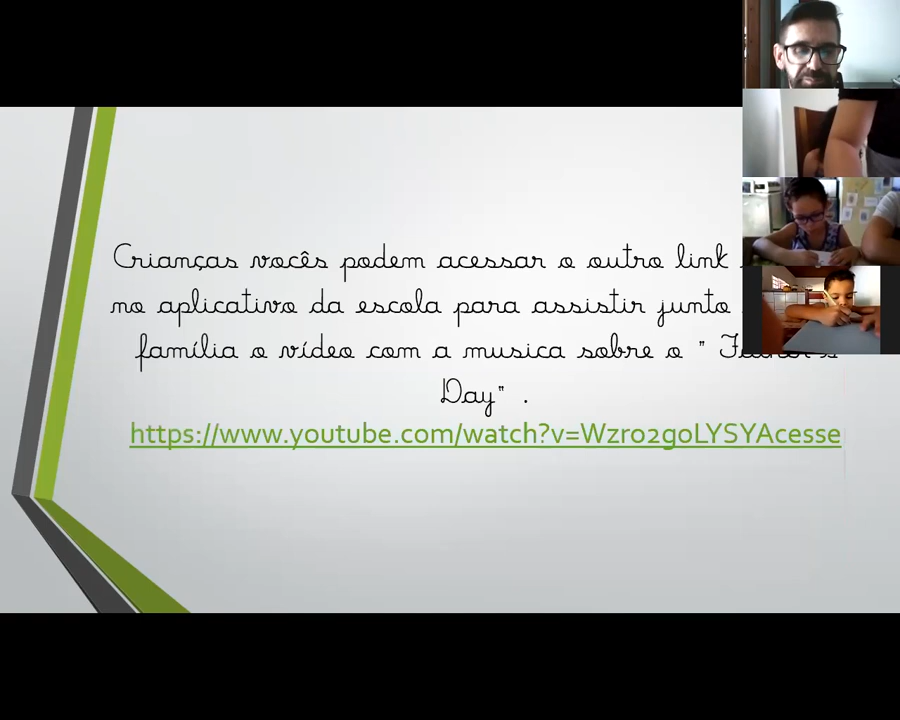 Crianças vocês podem acessar o outro link
no aplicativo da escola para assistir junto
família o vídeo com a musica sobre o "
Day" .
https://www.youtube.com/watch?v=Wzro2goLYSYAcesse